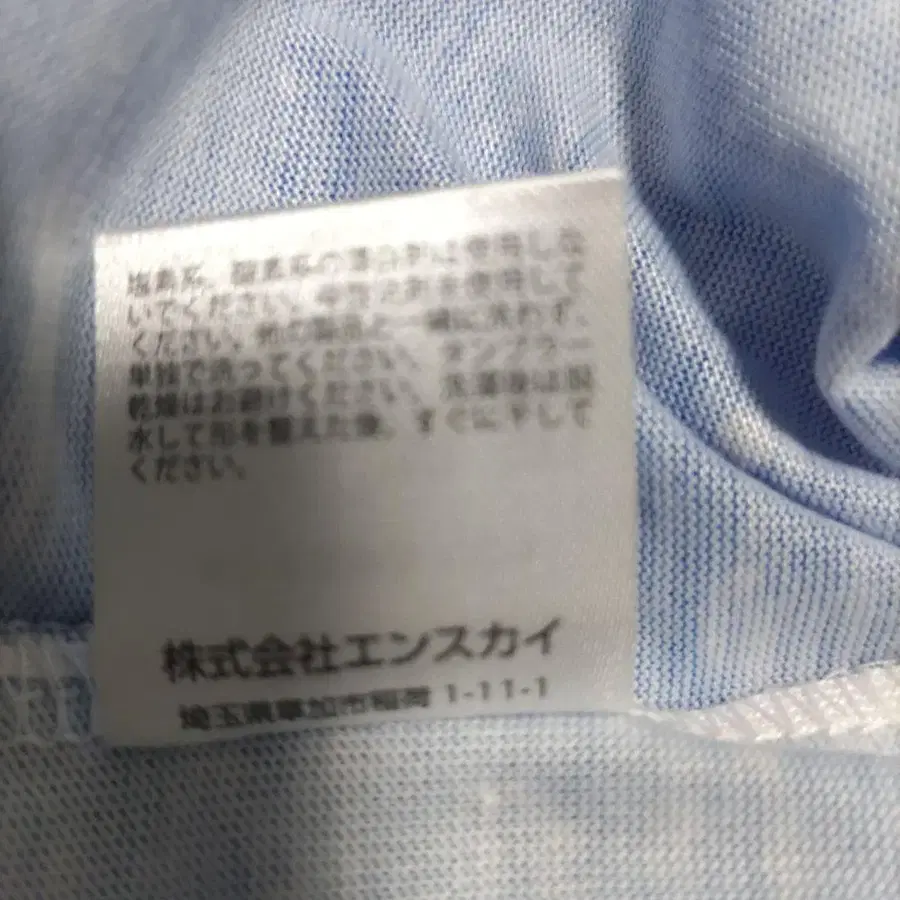 塩素系、酸素系の漂白剤は使用しな
いでください。中性洗剤を使用して
ください。他の製品と一緒に洗わず、
単独で洗ってください。タンブラー
乾燥はお避けください。洗濯後は脱
水して形を整えた後、すぐに干して
ください。
株式会社エンスカイ
埼玉県草加市稲荷 1-11-1